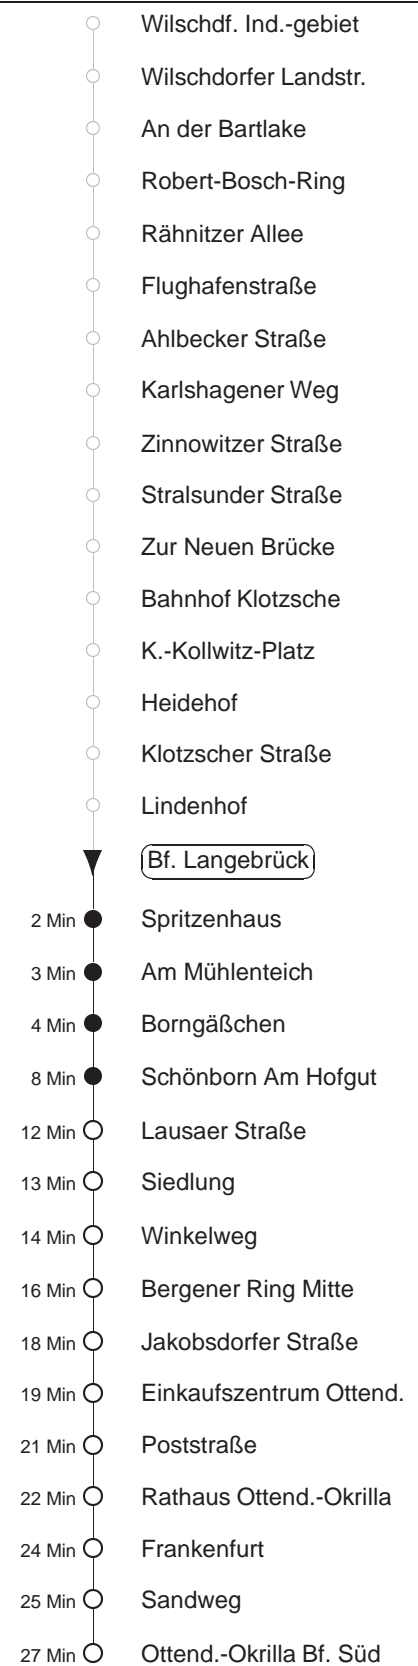 Wilschdf. Ind.-gebiet
Wilschdorfer Landstr.
An der Bartlake
Robert-Bosch-Ring
Rähnitzer Allee
Flughafenstraße
Ahlbecker Straße
Karlshagener Weg
Zinnowitzer Straße
Stralsunder Straße
Zur Neuen Brücke
Bahnhof Klotzsche
K.-Kollwitz-Platz
Heidehof
Klotzscher Straße
Lindenhof
Bf. Langebrück
2 Min Spritzenhaus
3 Min Am Mühlenteich
4 Min Borngäßchen
8 Min Schönborn Am Hofgut
12 Min Lausaer Straße
13 Min Siedlung
14 Min Winkelweg
16 Min Bergener Ring Mitte
18 Min Jakobsdorfer Straße
19 Min Einkaufszentrum Ottend.
21 Min Poststraße
22 Min Rathaus Ottend.-Okrilla
24 Min Frankenfurt
25 Min Sandweg
27 Min Ottend.-Okrilla Bf. Süd